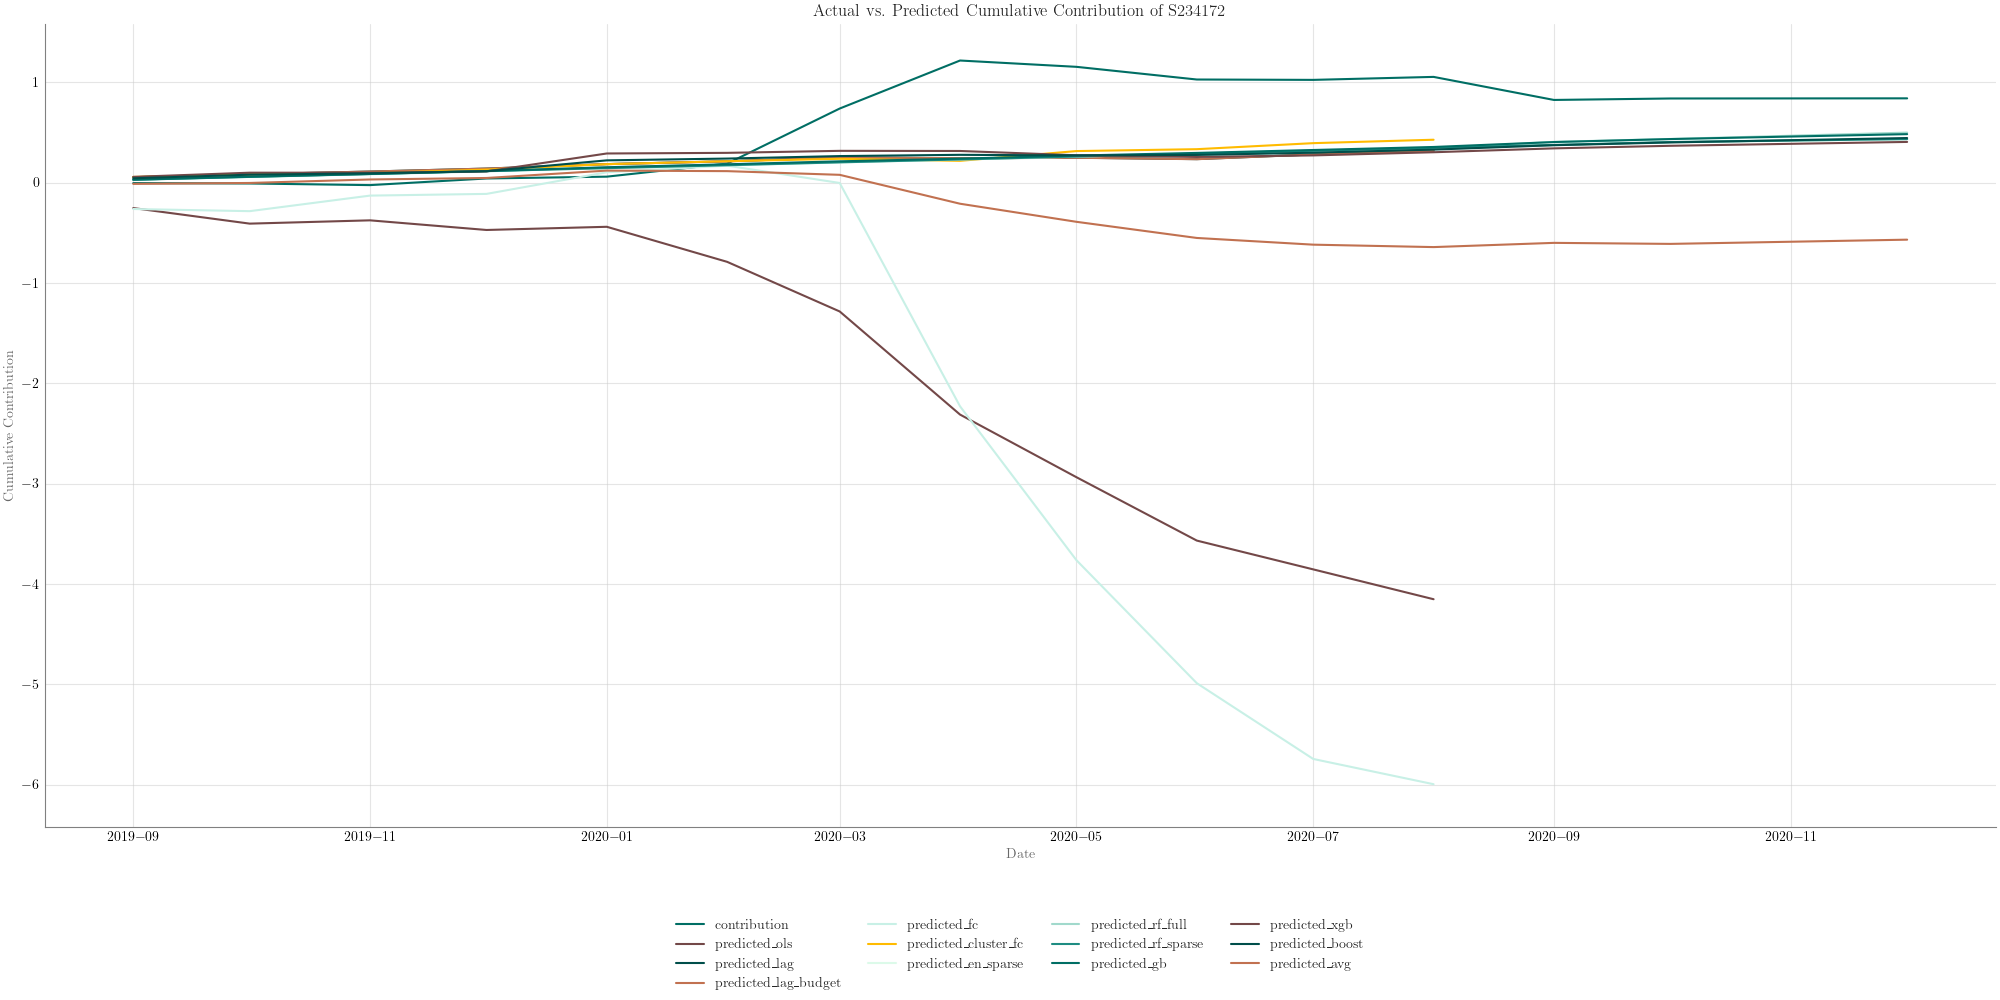 Actual vs. Predicted Cumulative Contribution of S234172
1
0
−1
−2
−3
−4
−5
−6
Cumulative Contribution
2019−09 2019−11 2020−01 2020−03 2020−05 2020−07 2020−09 2020−11
Date
contribution predicted_fc predicted_rf_full predicted_xgb
predicted_ols predicted_cluster_fc predicted_rf_sparse predicted_boost
predicted_lag predicted_en_sparse predicted_gb predicted_avg
predicted_lag_budget